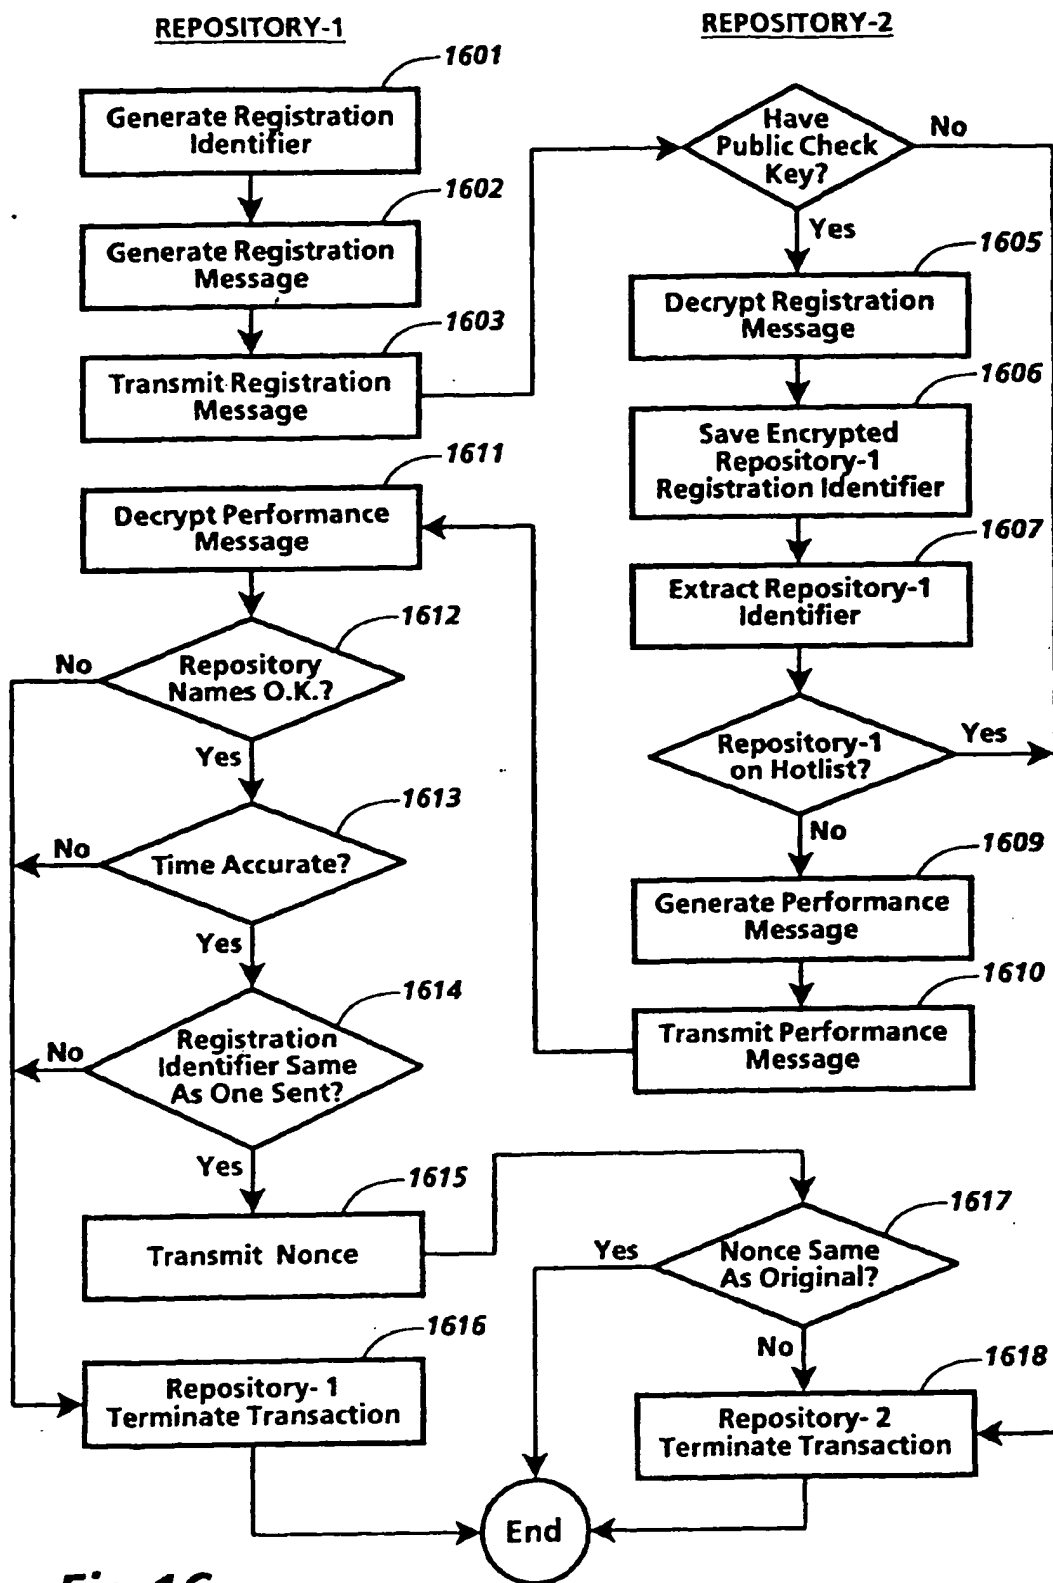 REPOSITORY-1
1601
Generate Registration
Identifier
1602
Generate Registration
Message
1603
Transmit Registration
Message
1611
Decrypt Performance
Message
1612
Repository
Names O.K.?
No
Yes
1613
Time Accurate?
No
Yes
1614
Registration
Identifier Same
As One Sent?
No
Yes
1615
Transmit Nonce
1616
Repository- 1
Terminate Transaction
REPOSITORY-2
Have
Public Check
Key?
No
Yes
1605
Decrypt Registration
Message
1606
Save Encrypted
Repository-1
Registration Identifier
1607
Extract Repository-1
Identifier
Repository-1
on Hotlist?
Yes
No
1609
Generate Performance
Message
1610
Transmit Performance
Message
1617
Nonce Same
As Original?
Yes
No
1618
Repository- 2
Terminate Transaction
End